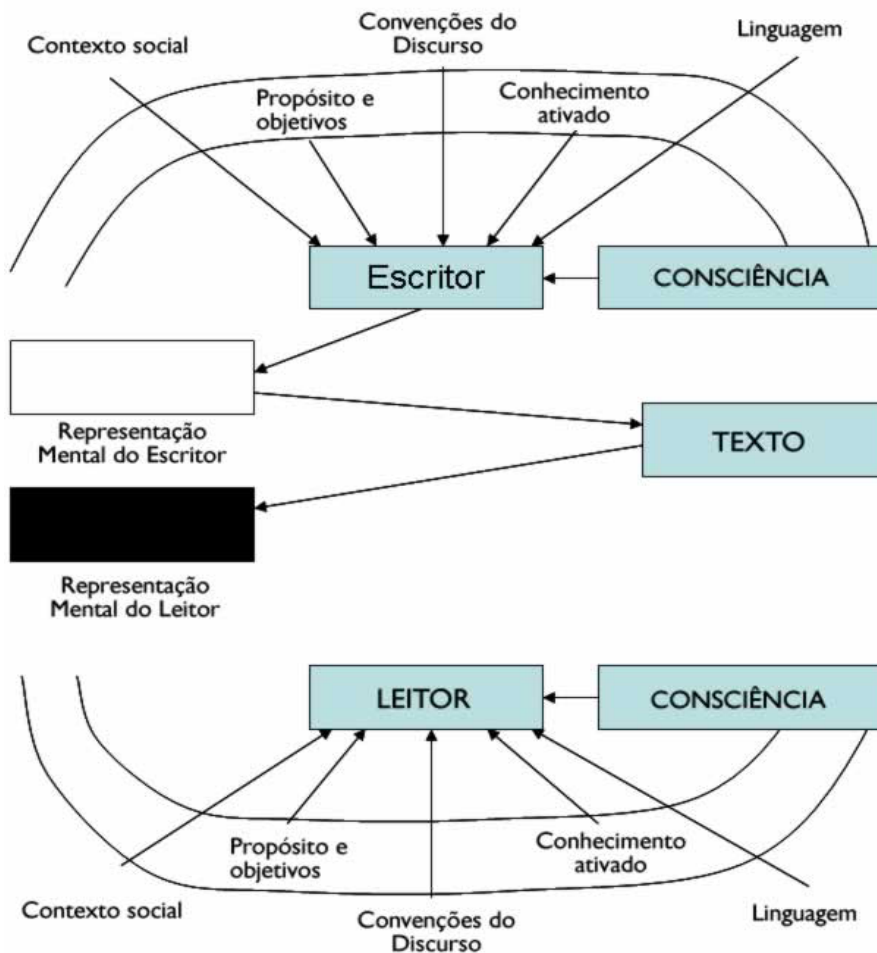 Contexto social
Convenções do
Discurso
Linguagem
Propósito e
objetivos
Conhecimento
ativado
Escritor
CONSCIÊNCIA
Representação
Mental do Escritor
TEXTO
Representação
Mental do Leitor
LEITOR
CONSCIÊNCIA
Propósito e
objetivos
Conhecimento
ativado
Contexto social
Convenções do
Discurso
Linguagem